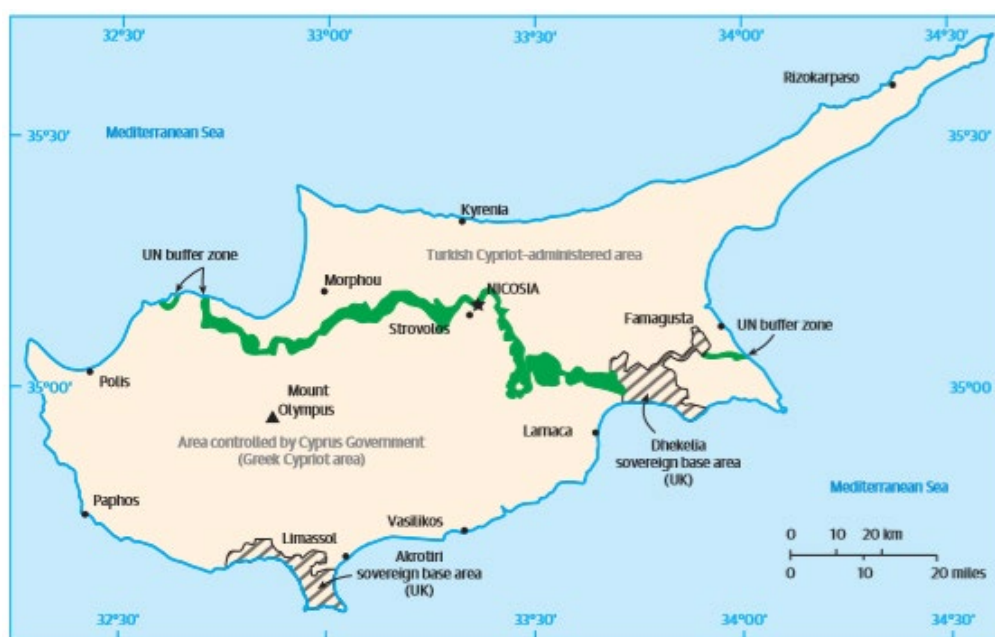 32°30' 33°00' 33°30' 34°00' 34°30'
Rizokarpaso
35°30' Mediterranean Sea 35°30'
Kyrenia
UN buffer zone
Turkish Cypriot-administered area
Morphou
NICOSIA
Strovolos
Famagusta
UN buffer zone
Polis
35°00' 35°00'
Mount
Olympus
Larnaca
Area controlled by Cyprus Government
(Greek Cypriot area)
Dhekelia
sovereign base area
(UK)
Mediterranean Sea
Paphos
Vasilikos
Limassol
Akrotiri
sovereign base area
(UK)
0 10 20 km
0 10 20 miles
32°30' 33°00' 33°30' 34°00' 34°30'